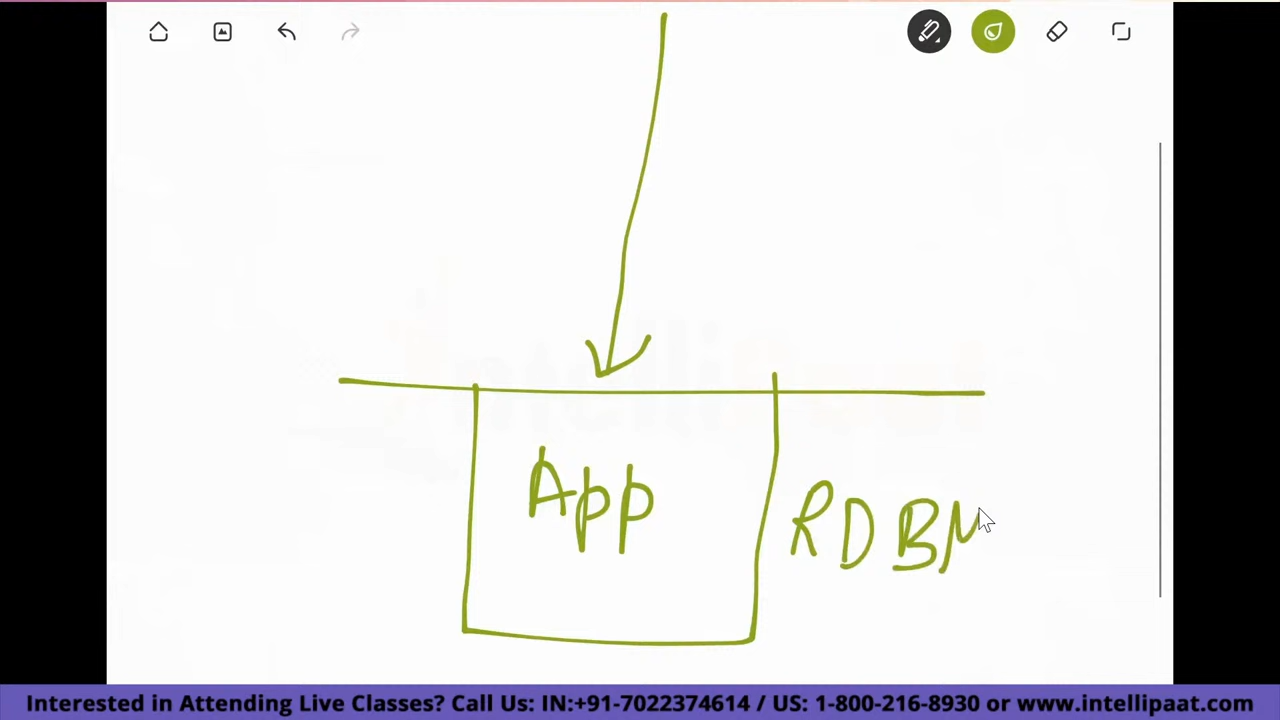 App
RDBM
Interested in Attending Live Classes? Call Us: IN:+91-7022374614 / US: 1-800-216-8930 or www.intellipaat.com